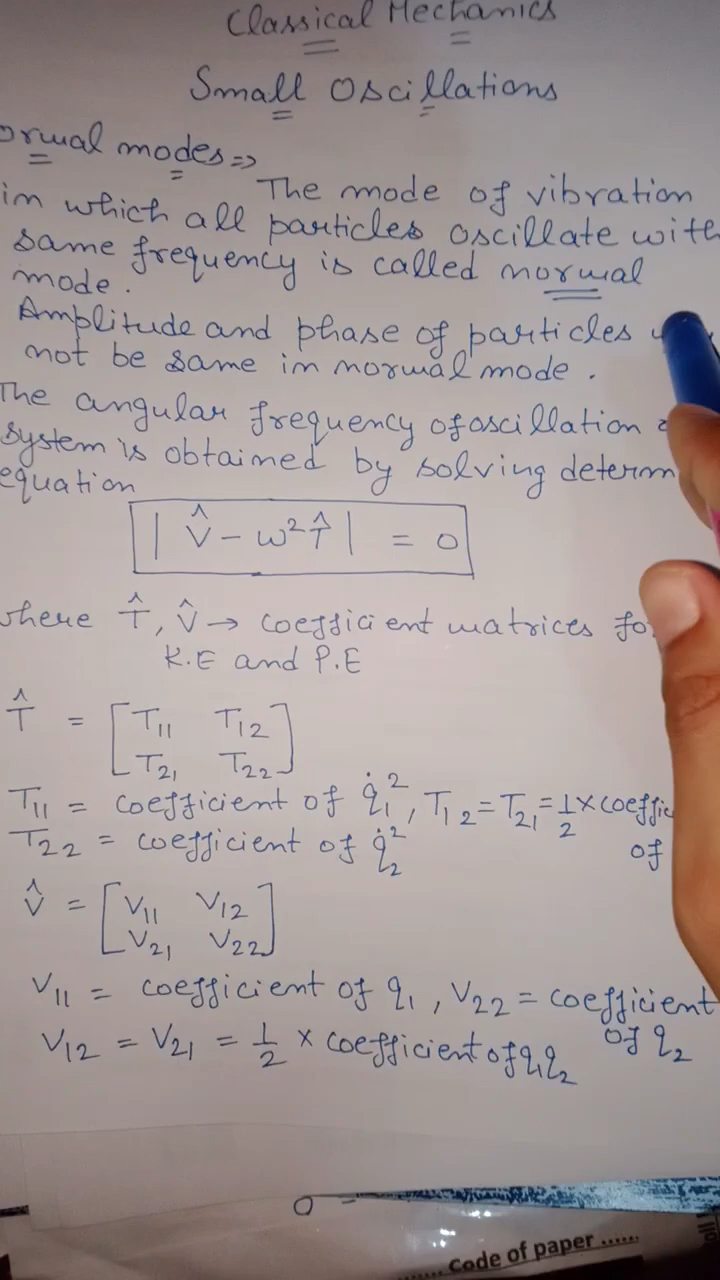 Classical Mechanics
Small Oscillations
ormal modes ⇒
The mode of vibration
in which all particles oscillate with
same frequency is called normal
mode.
Amplitude and phase of particles
not be same in normal mode.
The angular frequency of oscillation
system is obtained by solving determ
equation
| V̂ - ω² T̂ | = 0
where T̂, V̂ → coefficient matrices fo
K.E and P.E
T̂ = [T₁₁ T₁₂
T₂₁ T₂₂]
T₁₁ = coefficient of q̇₁², T₁₂ = T₂₁ = 1/2 × coeffic
T₂₂ = coefficient of q̇₂² of
V̂ = [V₁₁ V₁₂
V₂₁ V₂₂]
V₁₁ = coefficient of q₁, V₂₂ = coefficient
of q₂
V₁₂ = V₂₁ = 1/2 × coefficient of q₁q₂
Code of paper ......